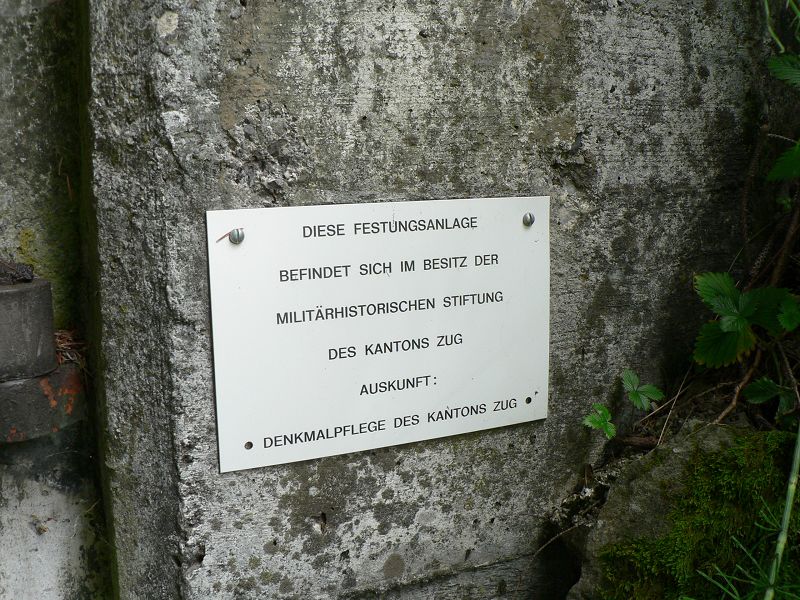 DIESE FESTUNGSANLAGE
BEFINDET SICH IM BESITZ DER
MILITÄRHISTORISCHEN STIFTUNG
DES KANTONS ZUG
AUSKUNFT:
DENKMALPFLEGE DES KANTONS ZUG